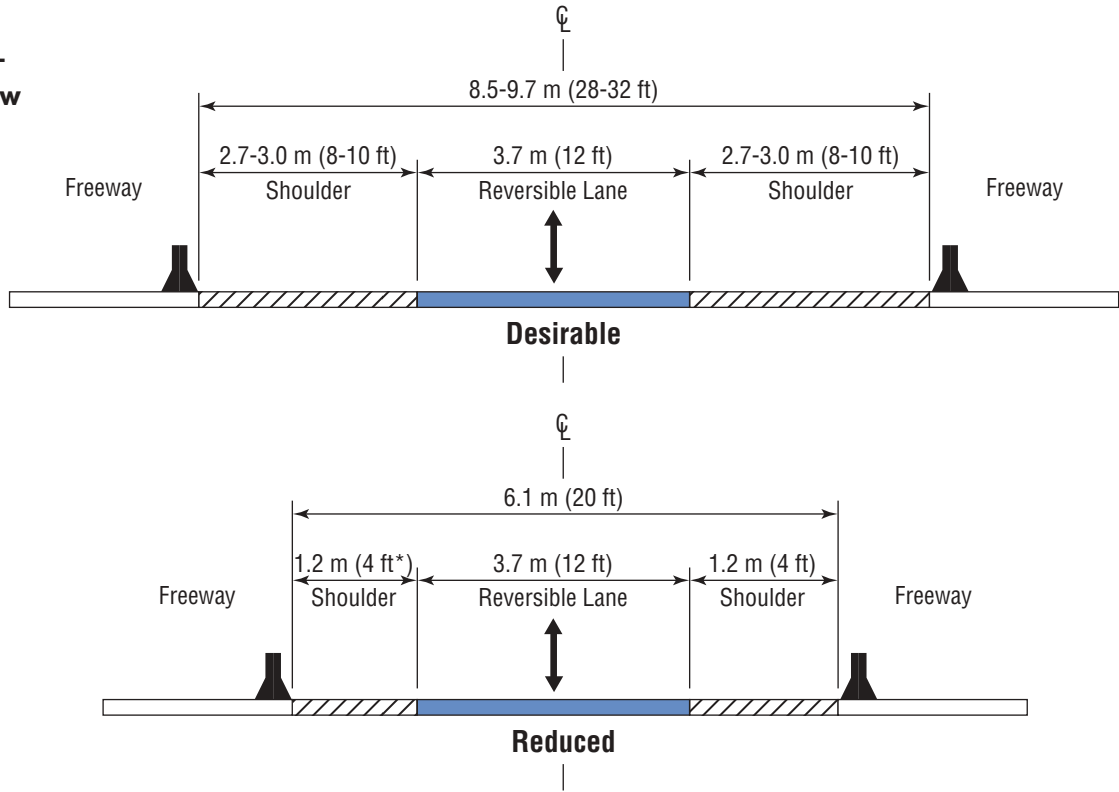 w
℄
8.5-9.7 m (28-32 ft)
2.7-3.0 m (8-10 ft) 3.7 m (12 ft) 2.7-3.0 m (8-10 ft)
Freeway Shoulder Reversible Lane Shoulder Freeway
Desirable
℄
6.1 m (20 ft)
1.2 m (4 ft*) 3.7 m (12 ft) 1.2 m (4 ft)
Freeway Shoulder Reversible Lane Shoulder Freeway
Reduced